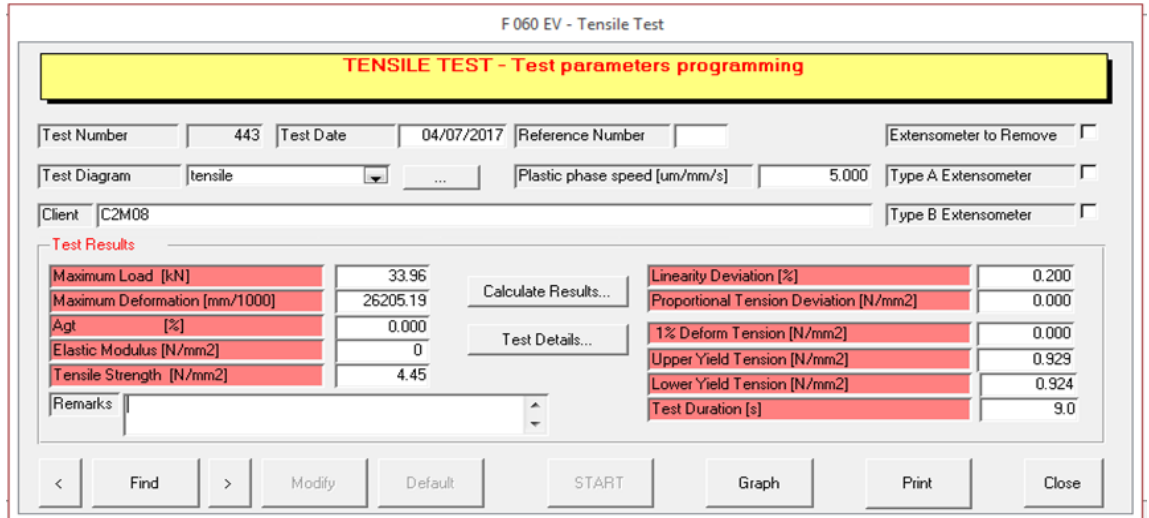 F 060 EV - Tensile Test
TENSILE TEST - Test parameters programming
Test Number 443 Test Date 04/07/2017 Reference Number Extensometer to Remove
Test Diagram tensile ... Plastic phase speed [um/mm/s] 5.000 Type A Extensometer
Client C2M08 Type B Extensometer
Test Results
Maximum Load [kN] 33.96 Linearity Deviation [%] 0.200
Maximum Deformation [mm/1000] 26205.19 Calculate Results... Proportional Tension Deviation [N/mm2] 0.000
Agt [%] 0.000 1% Deform Tension [N/mm2] 0.000
Elastic Modulus [N/mm2] 0 Test Details... Upper Yield Tension [N/mm2] 0.929
Tensile Strength [N/mm2] 4.45 Lower Yield Tension [N/mm2] 0.924
Remarks Test Duration [s] 9.0
< Find > Modify Default START Graph Print Close